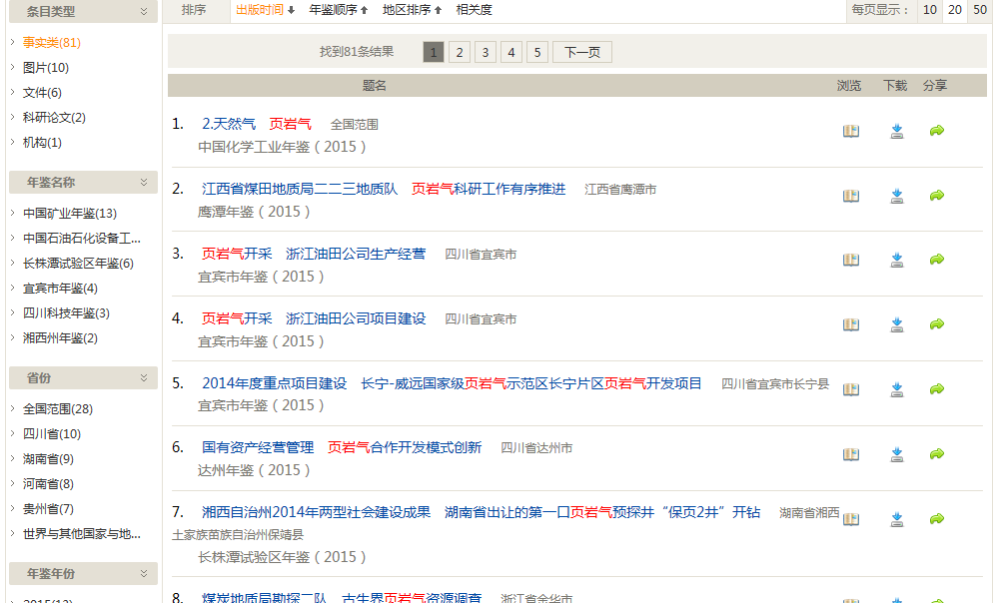 条目类型
事实类(81)
图片(10)
文件(6)
科研论文(2)
机构(1)
年鉴名称
中国矿业年鉴(13)
中国石油石化设备工...
长株潭试验区年鉴(6)
宜宾市年鉴(4)
四川科技年鉴(3)
湘西州年鉴(2)
省份
全国范围(28)
四川省(10)
湖南省(9)
河南省(8)
贵州省(7)
世界与其他国家与地...
年鉴年份
2015(13)
排序 出版时间 年鉴顺序 地区排序 相关度 每页显示： 10 20 50
找到81条结果 1 2 3 4 5 下一页
题名 浏览 下载 分享
1. 2.天然气 页岩气 全国范围
中国化学工业年鉴 ( 2015 )
2. 江西省煤田地质局二二三地质队 页岩气科研工作有序推进 江西省鹰潭市
鹰潭年鉴 ( 2015 )
3. 页岩气开采 浙江油田公司生产经营 四川省宜宾市
宜宾市年鉴 ( 2015 )
4. 页岩气开采 浙江油田公司项目建设 四川省宜宾市
宜宾市年鉴 ( 2015 )
5. 2014年度重点项目建设 长宁-威远国家级页岩气示范区长宁片区页岩气开发项目 四川省宜宾市长宁县
宜宾市年鉴 ( 2015 )
6. 国有资产经营管理 页岩气合作开发模式创新 四川省达州市
达州年鉴 ( 2015 )
7. 湘西自治州2014年两型社会建设成果 湖南省出让的第一口页岩气预探井“保页2井”开钻 湖南省湘西
土家族苗族自治州保靖县
长株潭试验区年鉴 ( 2015 )
8. 煤炭地质局勘探二队 古生界页岩气资源调查 浙江省金华市